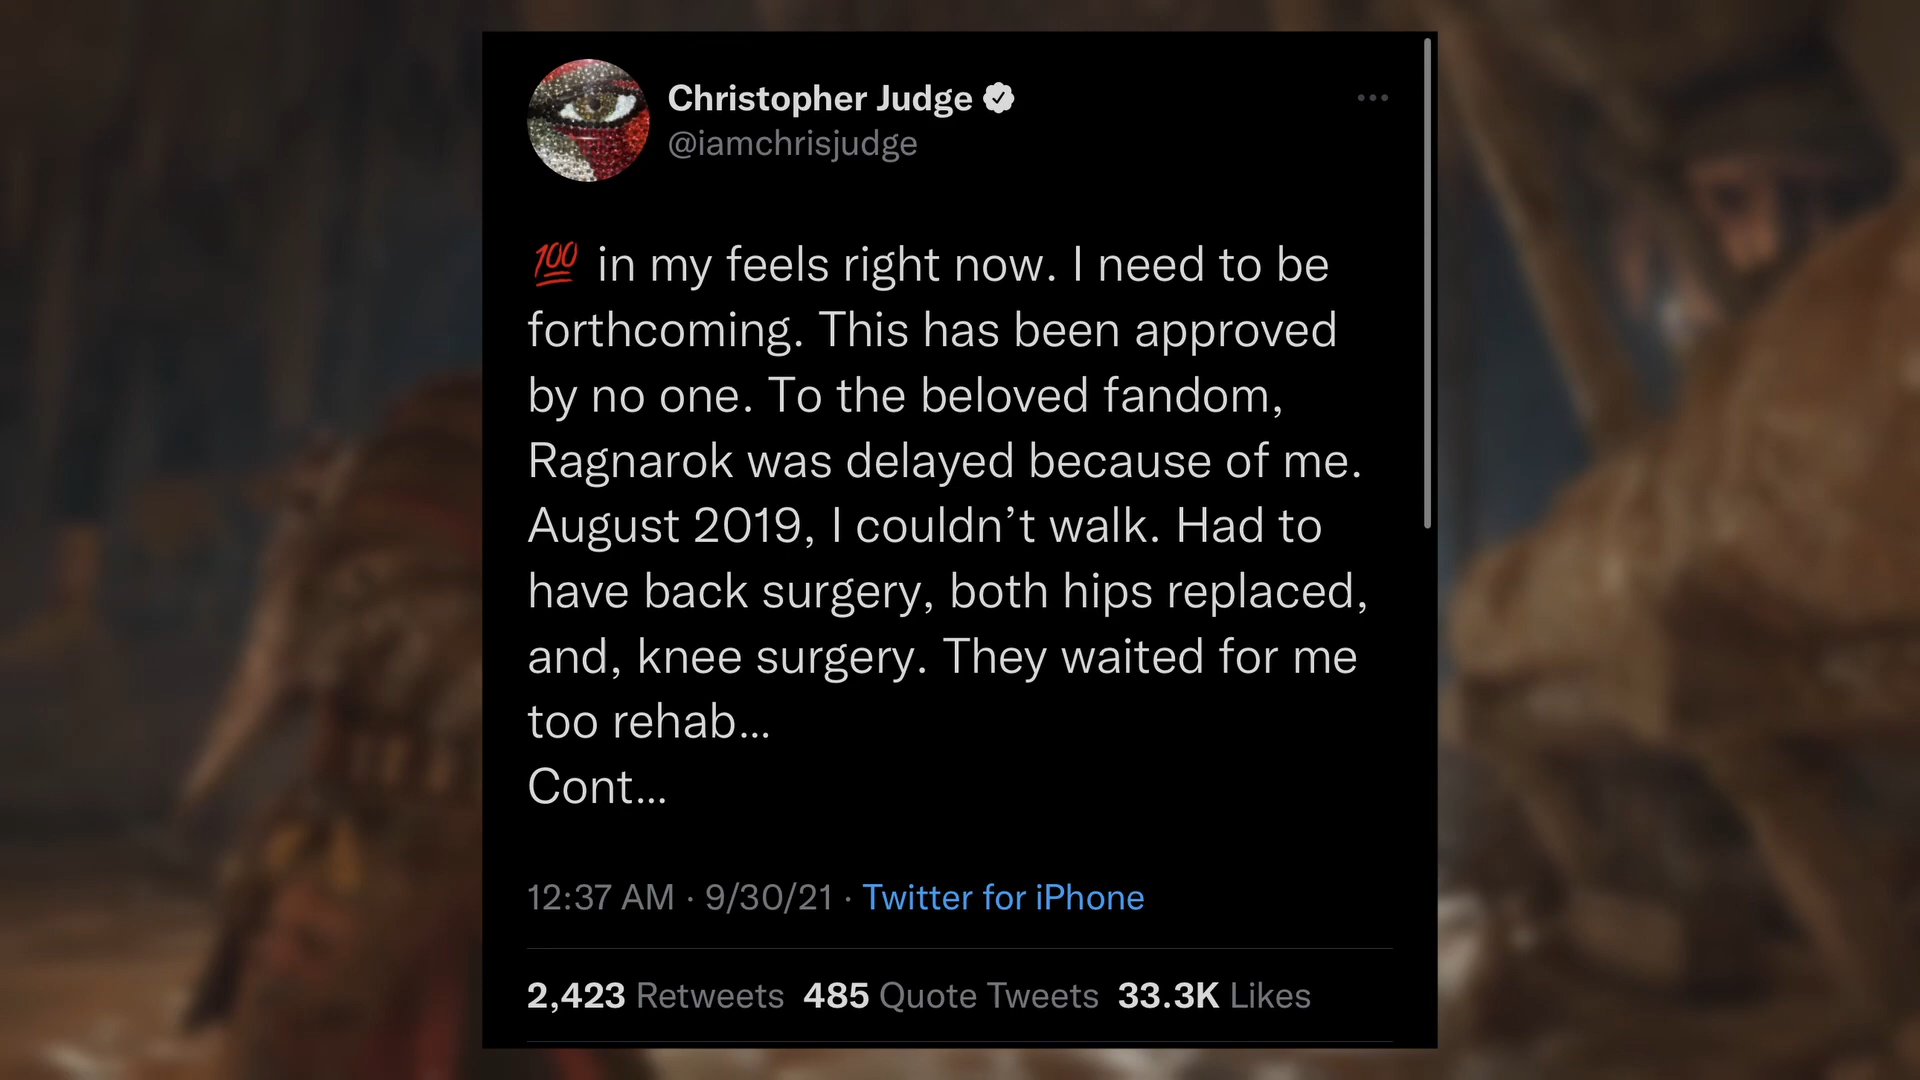 Christopher Judge
@iamchrisjudge
💯 in my feels right now. I need to be
forthcoming. This has been approved
by no one. To the beloved fandom,
Ragnarok was delayed because of me.
August 2019, I couldn’t walk. Had to
have back surgery, both hips replaced,
and, knee surgery. They waited for me
too rehab…
Cont…
12:37 AM · 9/30/21 · Twitter for iPhone
2,423 Retweets 485 Quote Tweets 33.3K Likes